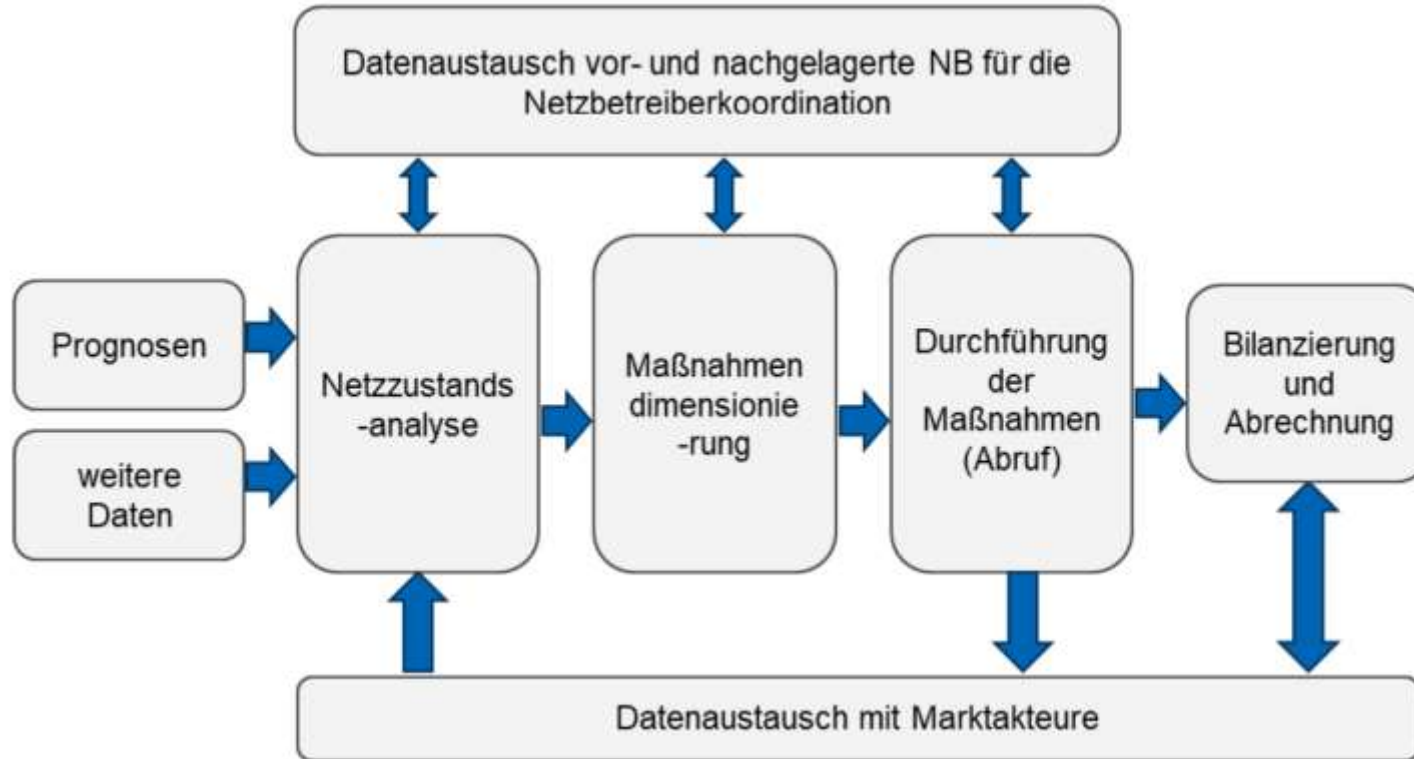 Datenaustausch vor- und nachgelagerte NB für die
Netzbetreiberkoordination
Prognosen
weitere
Daten
Netzzustands
-analyse
Maßnahmen
dimensionie
-rung
Durchführung
der
Maßnahmen
(Abruf)
Bilanzierung
und
Abrechnung
Datenaustausch mit Marktakteure